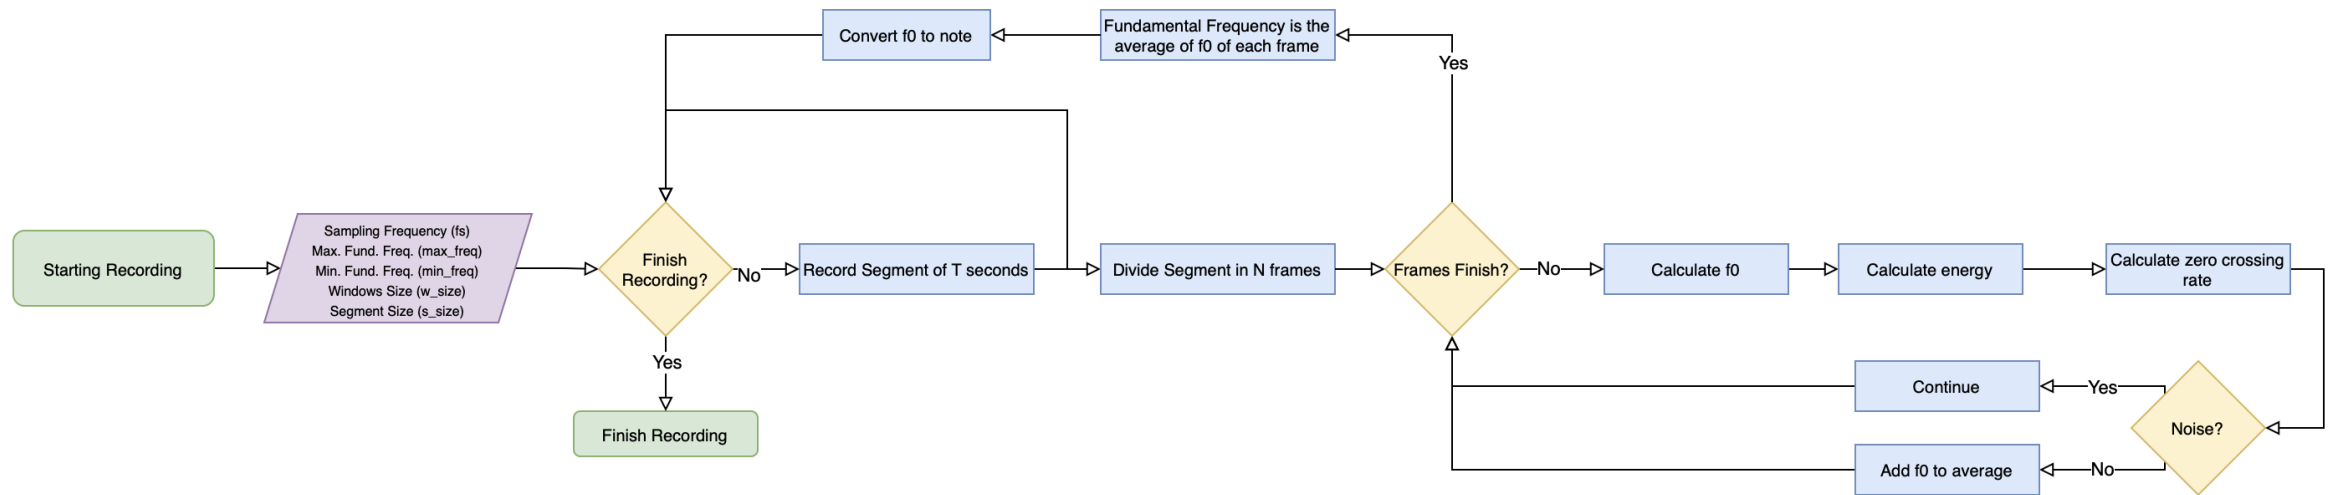 Convert f0 to note
Fundamental Frequency is the
average of f0 of each frame
Yes
Starting Recording
Sampling Frequency (fs)
Max. Fund. Freq. (max_freq)
Min. Fund. Freq. (min_freq)
Windows Size (w_size)
Segment Size (s_size)
Finish
Recording?
No
Record Segment of T seconds
Divide Segment in N frames
Frames Finish?
No
Calculate f0
Calculate energy
Calculate zero crossing
rate
Yes
Finish Recording
Continue
Yes
Noise?
Add f0 to average
No